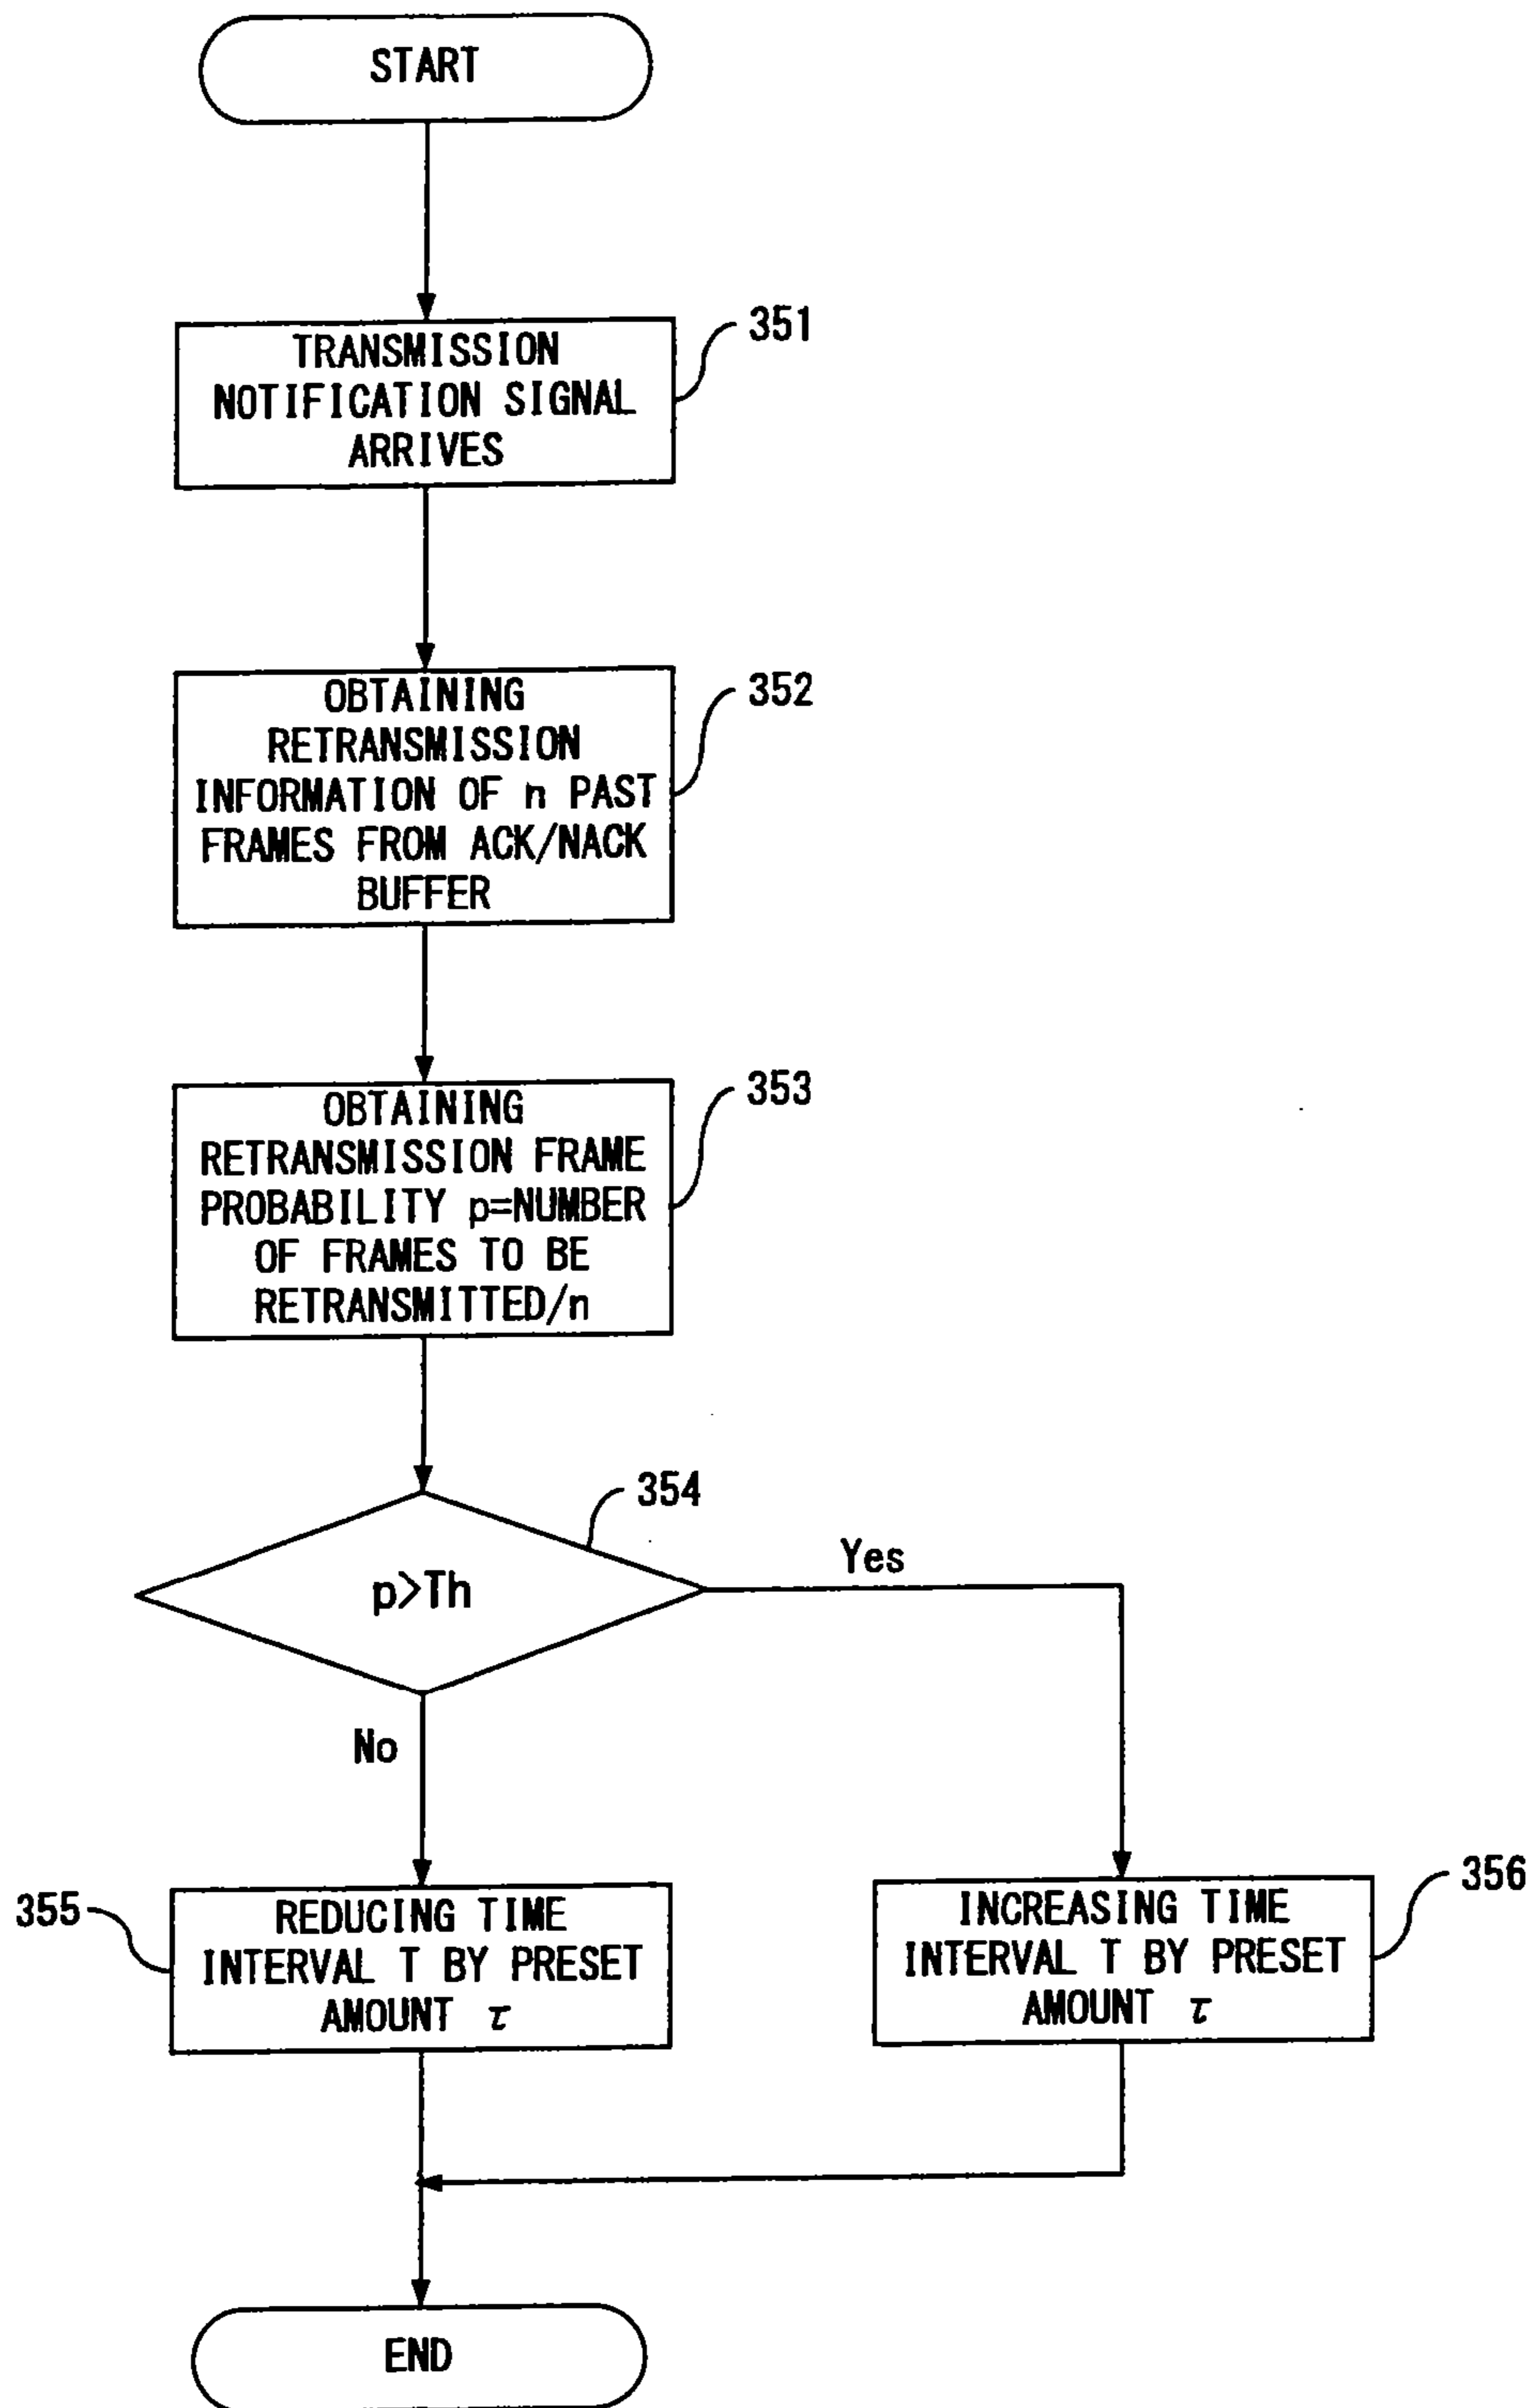 START
351
TRANSMISSION
NOTIFICATION SIGNAL
ARRIVES
352
OBTAINING
RETRANSMISSION
INFORMATION OF n PAST
FRAMES FROM ACK/NACK
BUFFER
353
OBTAINING
RETRANSMISSION FRAME
PROBABILITY p=NUMBER
OF FRAMES TO BE
RETRANSMITTED/n
354
p>Th
Yes
No
355
REDUCING TIME
INTERVAL T BY PRESET
AMOUNT τ
356
INCREASING TIME
INTERVAL T BY PRESET
AMOUNT τ
END